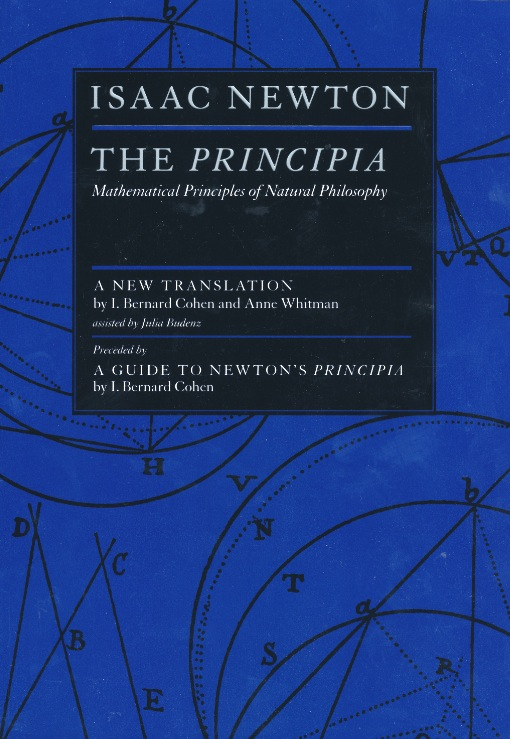 b
ISAAC NEWTON
a
THE PRINCIPIA
Mathematical Principles of Natural Philosophy
V T Q
A NEW TRANSLATION
by I. Bernard Cohen and Anne Whitman
assisted by Julia Budenz
Preceded by
A GUIDE TO NEWTON'S PRINCIPIA
by I. Bernard Cohen
H
V
b
D
N
C
T
a
B
S
R
E